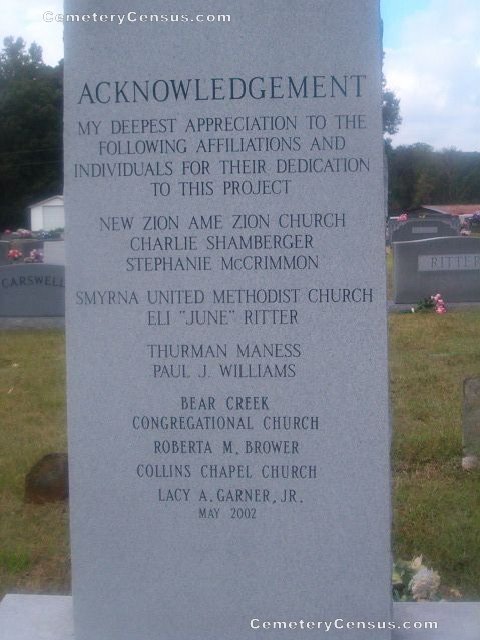 CemeteryCensus.com
ACKNOWLEDGEMENT
MY DEEPEST APPRECIATION TO THE
FOLLOWING AFFILIATIONS AND
INDIVIDUALS FOR THEIR DEDICATION
TO THIS PROJECT
NEW ZION AME ZION CHURCH
CHARLIE SHAMBERGER
STEPHANIE McCRIMMON
SMYRNA UNITED METHODIST CHURCH
ELI "JUNE" RITTER
THURMAN MANESS
PAUL J. WILLIAMS
BEAR CREEK
CONGREGATIONAL CHURCH
ROBERTA M. BROWER
COLLINS CHAPEL CHURCH
LACY A. GARNER, JR.
MAY 2002
CARSWELL
RITTER
CemeteryCensus.com